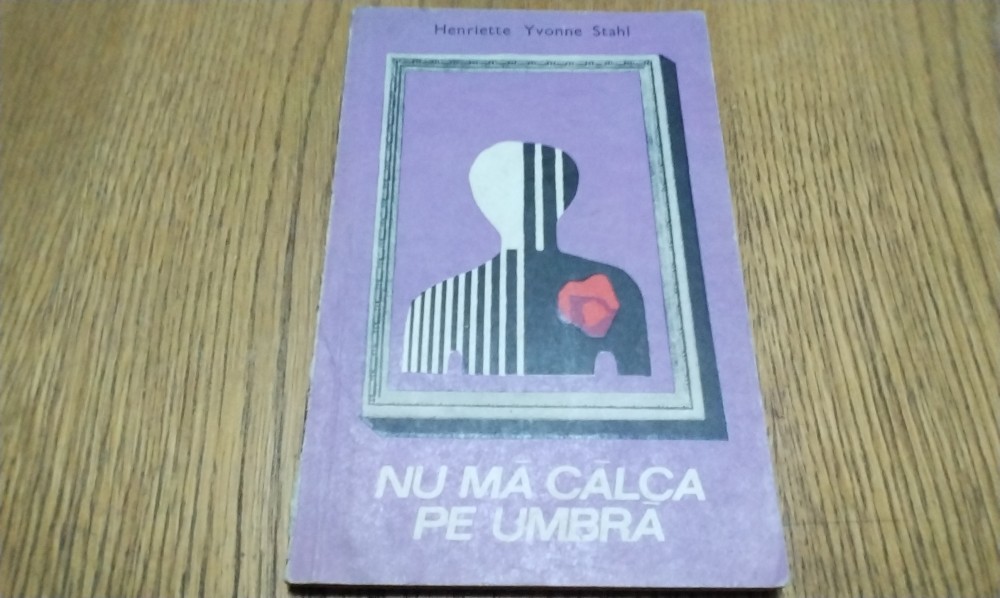 Henriette Yvonne Stahl
NU MĂ CĂLCA
PE UMBRĂ